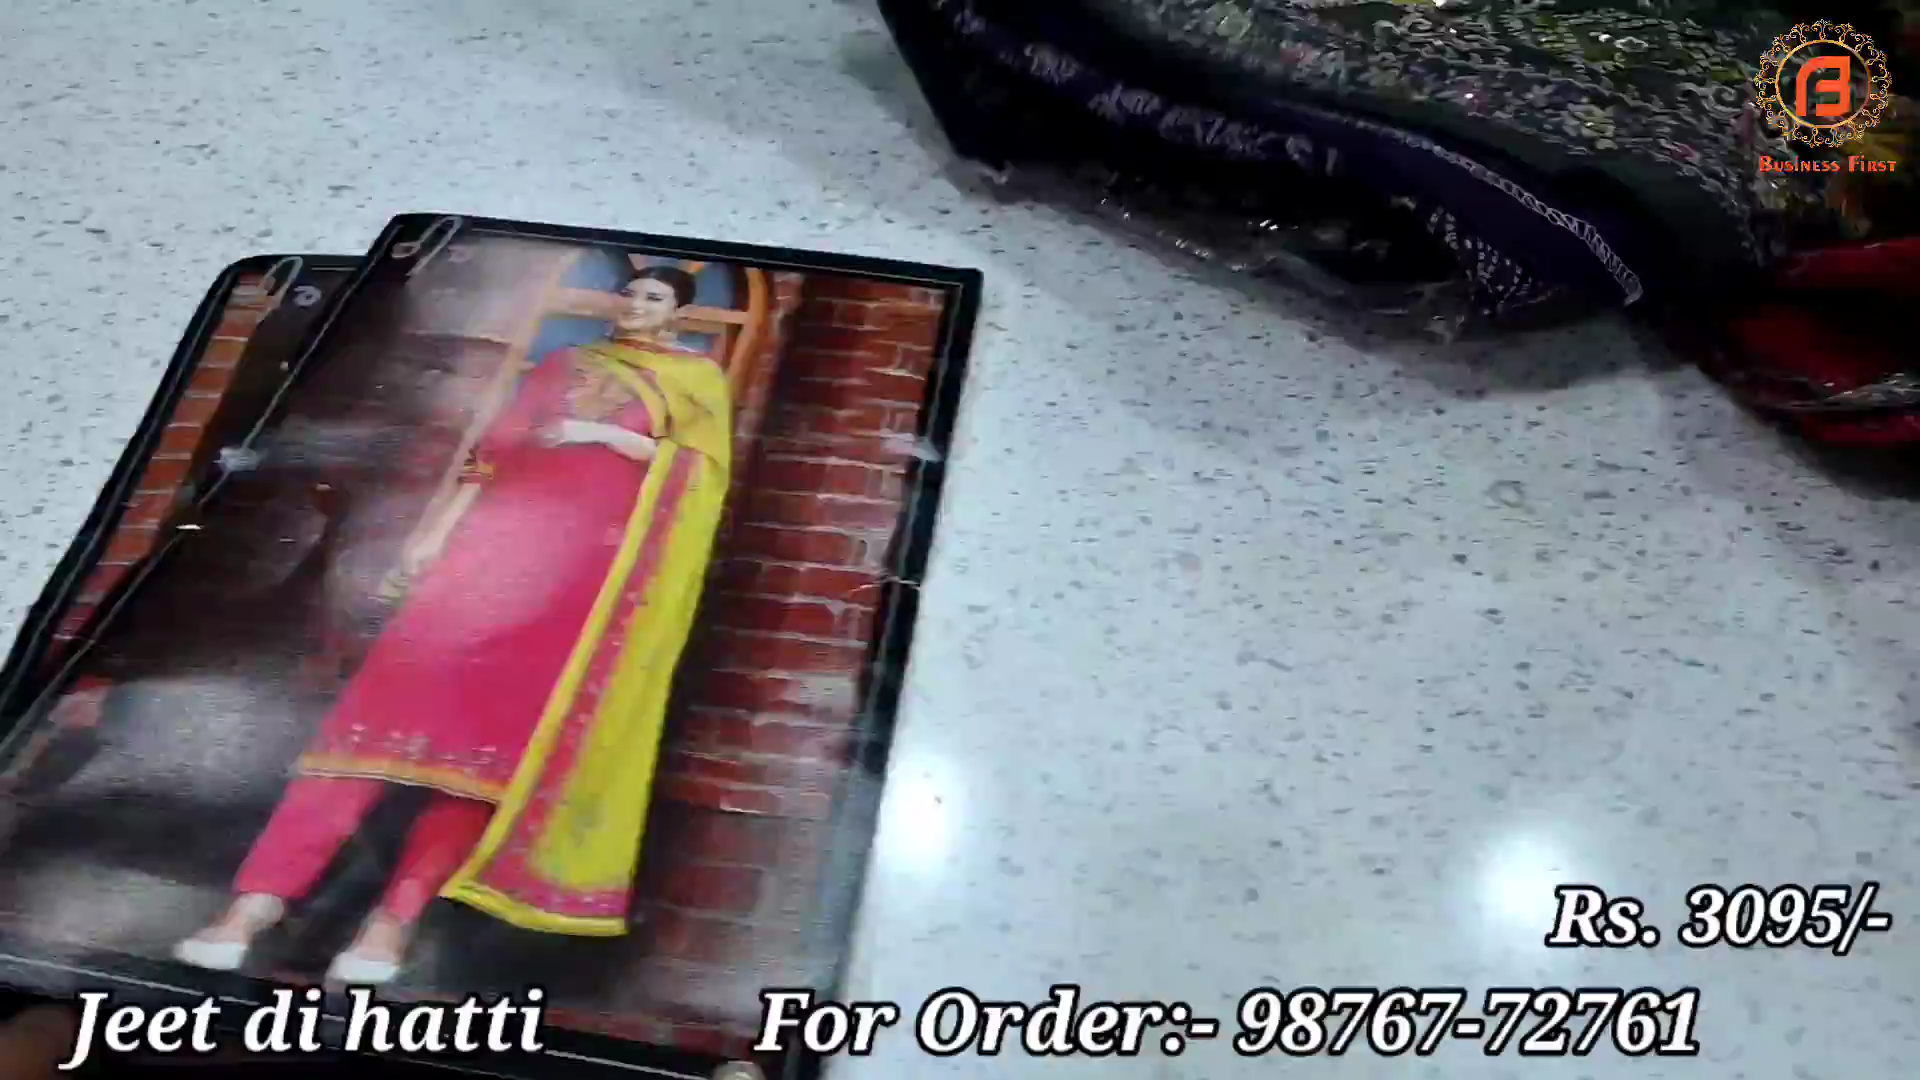 B
Business First
Rs. 3095/-
Jeet di hatti
For Order:- 98767-72761